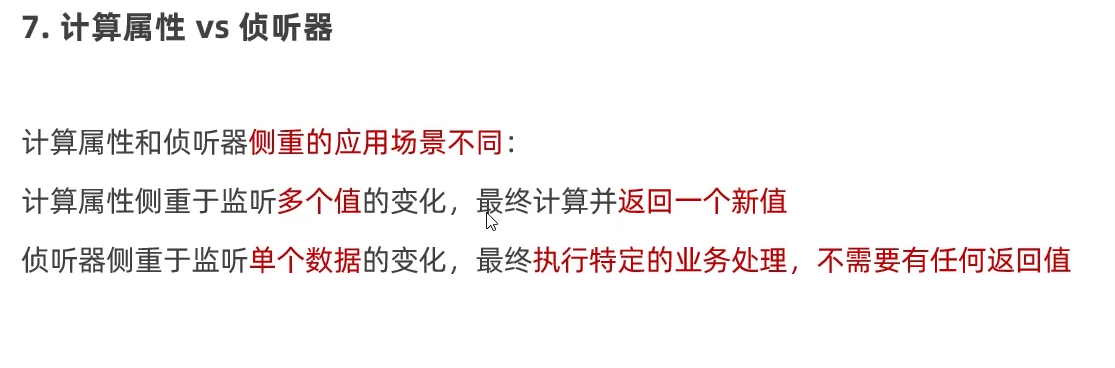 7. 计算属性 vs 侦听器
计算属性和侦听器侧重的应用场景不同：
计算属性侧重于监听多个值的变化，最终计算并返回一个新值
侦听器侧重于监听单个数据的变化，最终执行特定的业务处理，不需要有任何返回值